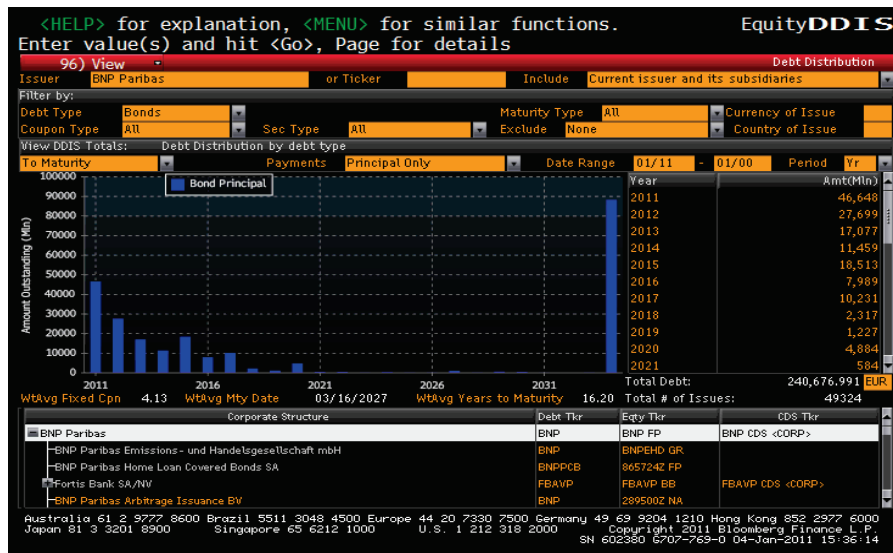 <HELP> for explanation, <MENU> for similar functions. EquityDDIS
Enter value(s) and hit <Go>, Page for details
96) View Debt Distribution
Issuer BNP Paribas or Ticker Include Current issuer and its subsidiaries
Filter by:
Debt Type Bonds Maturity Type All Currency of Issue
Coupon Type All Sec Type All Exclude None Country of Issue
View DDIS Totals: Debt Distribution by debt type
To Maturity Payments Principal Only Date Range 01/11 - 01/00 Period Yr
Bond Principal
Amount Outstanding (Mln)
100000
90000
80000
70000
60000
50000
40000
30000
20000
10000
0
2011 2016 2021 2026 2031
Year Amt(Mln)
2011 46,648
2012 27,699
2013 17,077
2014 11,459
2015 18,513
2016 7,989
2017 10,231
2018 2,317
2019 1,227
2020 4,884
2021 584
Total Debt: 240,676.991 EUR
WtAvg Fixed Cpn 4.13 WtAvg Mty Date 03/16/2027 WtAvg Years to Maturity 16.20 Total # of Issues: 49324
Corporate Structure Debt Tkr Eqty Tkr CDS Tkr
BNP Paribas BNP BNP FP BNP CDS <CORP>
BNP Paribas Emissions- und Handelsgesellschaft mbH BNP BNPEHD GR
BNP Paribas Home Loan Covered Bonds SA BNPPCB 865724Z FP
Fortis Bank SA/NV FBAVP FBAVP BB FBAVP CDS <CORP>
BNP Paribas Arbitrage Issuance BV BNP 289500Z NA
Australia 61 2 9777 8600 Brazil 5511 3048 4500 Europe 44 20 7330 7500 Germany 49 69 9204 1210 Hong Kong 852 2977 6000
Japan 81 3 3201 8900 Singapore 65 6212 1000 U.S. 1 212 318 2000 Copyright 2011 Bloomberg Finance L.P.
SN 602380 G707-769-0 04-Jan-2011 15:36:14